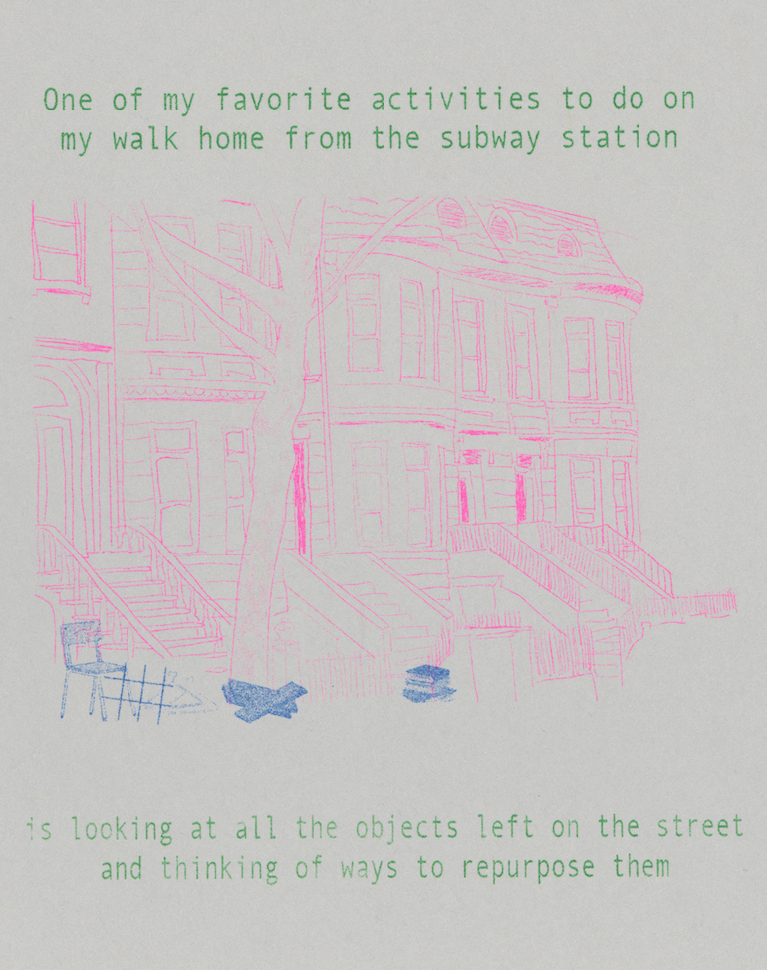 One of my favorite activities to do on
my walk home from the subway station
is looking at all the objects left on the street
and thinking of ways to repurpose them